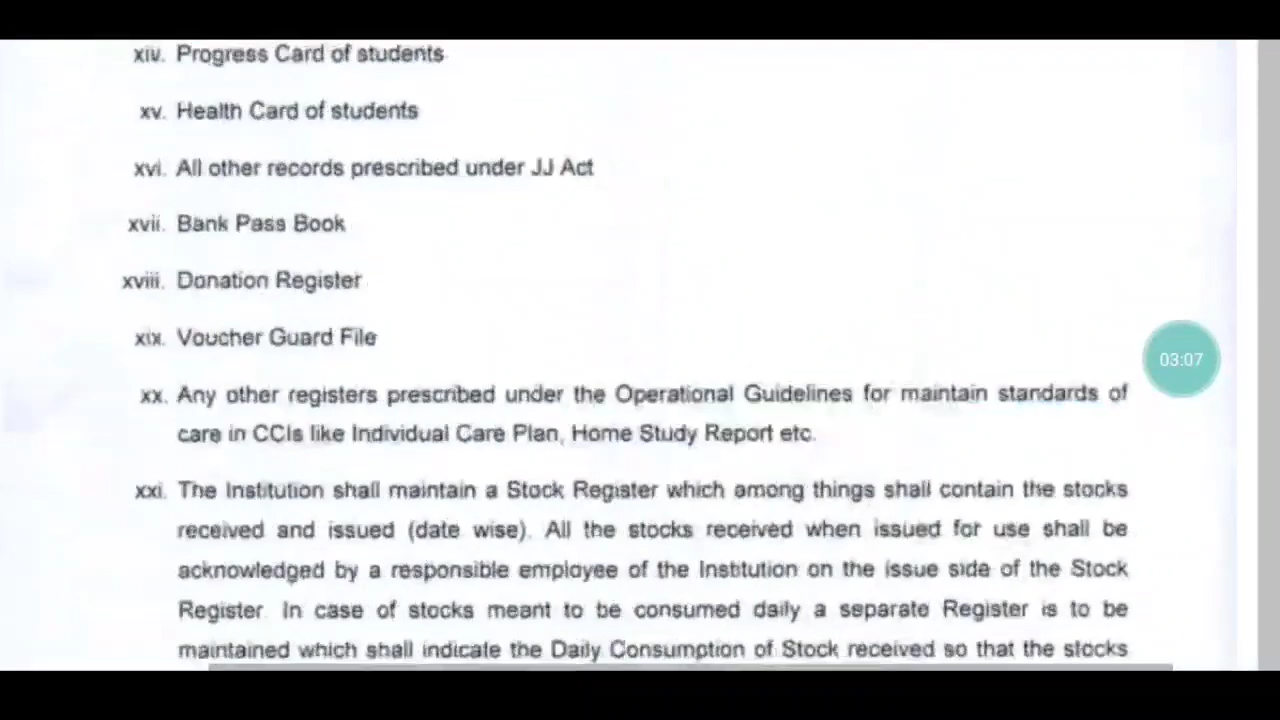 xiv. Progress Card of students
xv. Health Card of students
xvi. All other records prescribed under JJ Act
xvii. Bank Pass Book
xviii. Donation Register
xix. Voucher Guard File
xx. Any other registers prescribed under the Operational Guidelines for maintain standards of
care in CCIs like Individual Care Plan, Home Study Report etc.
03:07
xxi. The Institution shall maintain a Stock Register which among things shall contain the stocks
received and issued (date wise). All the stocks received when issued for use shall be
acknowledged by a responsible employee of the Institution on the issue side of the Stock
Register. In case of stocks meant to be consumed daily a separate Register is to be
maintained which shall indicate the Daily Consumption of Stock received so that the stocks